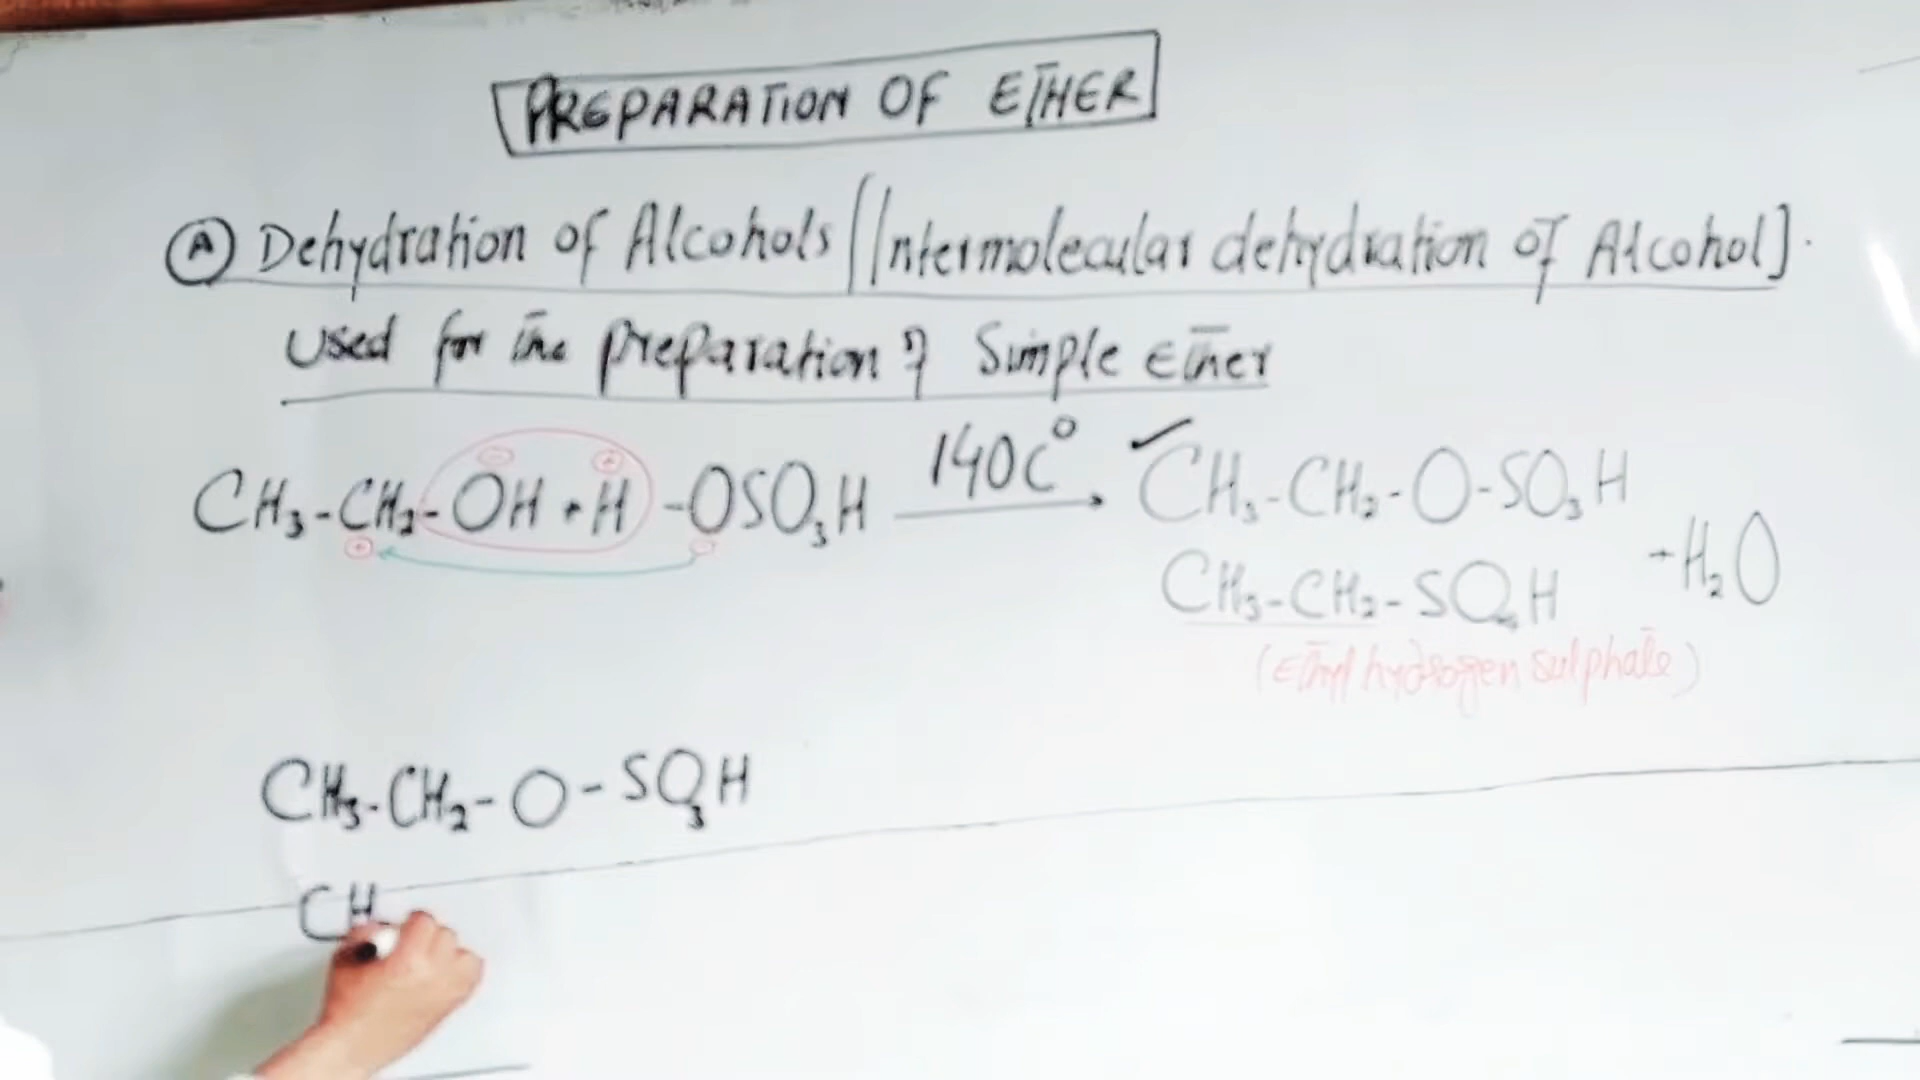 PREPARATION OF ETHER
Ⓐ Dehydration of Alcohols [Intermolecular dehydration of Alcohol].
used for the preparation of Simple ether
CH₃-CH₂-OH + H-OSO₃H 140C° → ✓ CH₃-CH₂-O-SO₃H
⊖ ⊕
⊕ ⊖
CH₃-CH₂-SO₄H + H₂O
(Ethyl hydrogen sulphate)
CH₃-CH₂-O-SO₃H
CH